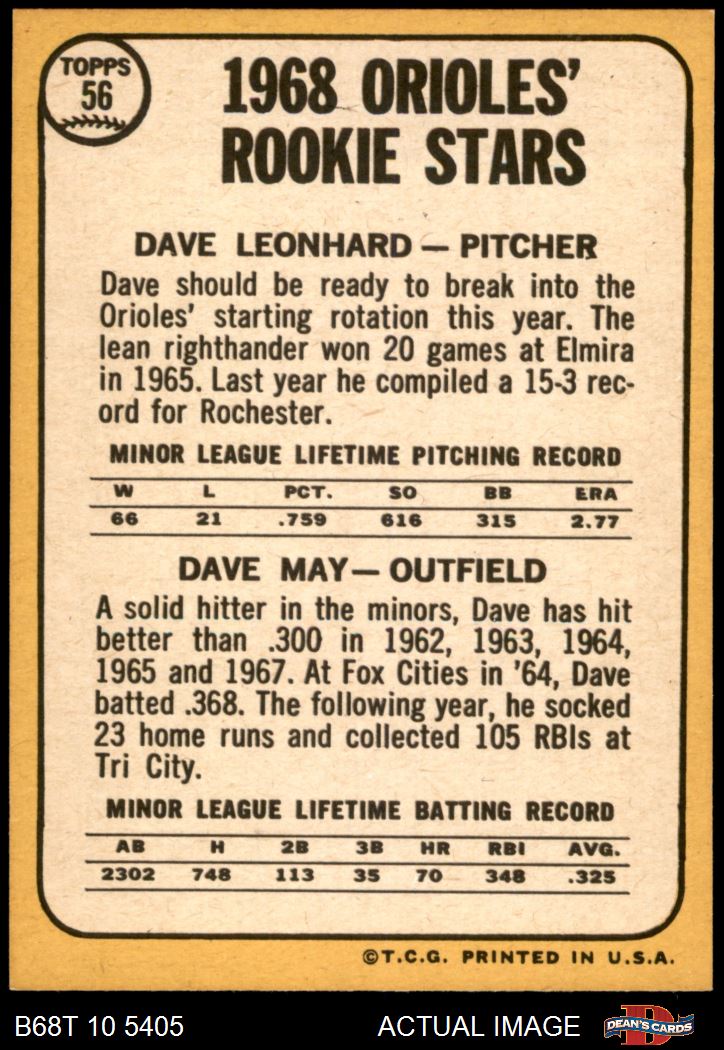 TOPPS
56
1968 ORIOLES'
ROOKIE STARS
DAVE LEONHARD — PITCHER
Dave should be ready to break into the
Orioles' starting rotation this year. The
lean righthander won 20 games at Elmira
in 1965. Last year he compiled a 15-3 rec-
ord for Rochester.
MINOR LEAGUE LIFETIME PITCHING RECORD
W L PCT. SO BB ERA
66 21 .759 616 315 2.77
DAVE MAY — OUTFIELD
A solid hitter in the minors, Dave has hit
better than .300 in 1962, 1963, 1964,
1965 and 1967. At Fox Cities in '64, Dave
batted .368. The following year, he socked
23 home runs and collected 105 RBIs at
Tri City.
MINOR LEAGUE LIFETIME BATTING RECORD
AB H 2B 3B HR RBI AVG.
2302 748 113 35 70 348 .325
©T.C.G. PRINTED IN U.S.A.
B68T 10 5405 ACTUAL IMAGE D DEAN'S CARDS